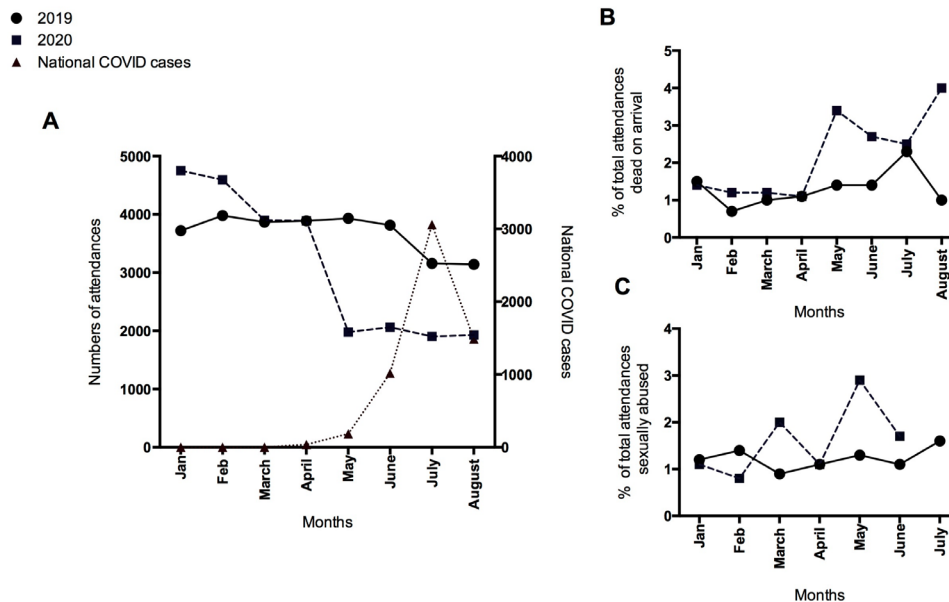 2019
2020
National COVID cases
A
5000
4000
3000
2000
1000
0
Numbers of attendances
4000
3000
2000
1000
0
National COVID cases
Jan
Feb
March
April
May
June
July
August
Months
B
5
4
3
2
1
0
% of total attendances
dead on arrival
Jan
Feb
March
April
May
June
July
August
Months
C
4
3
2
1
0
% of total attendances
sexually abused
Jan
Feb
March
April
May
June
July
Months